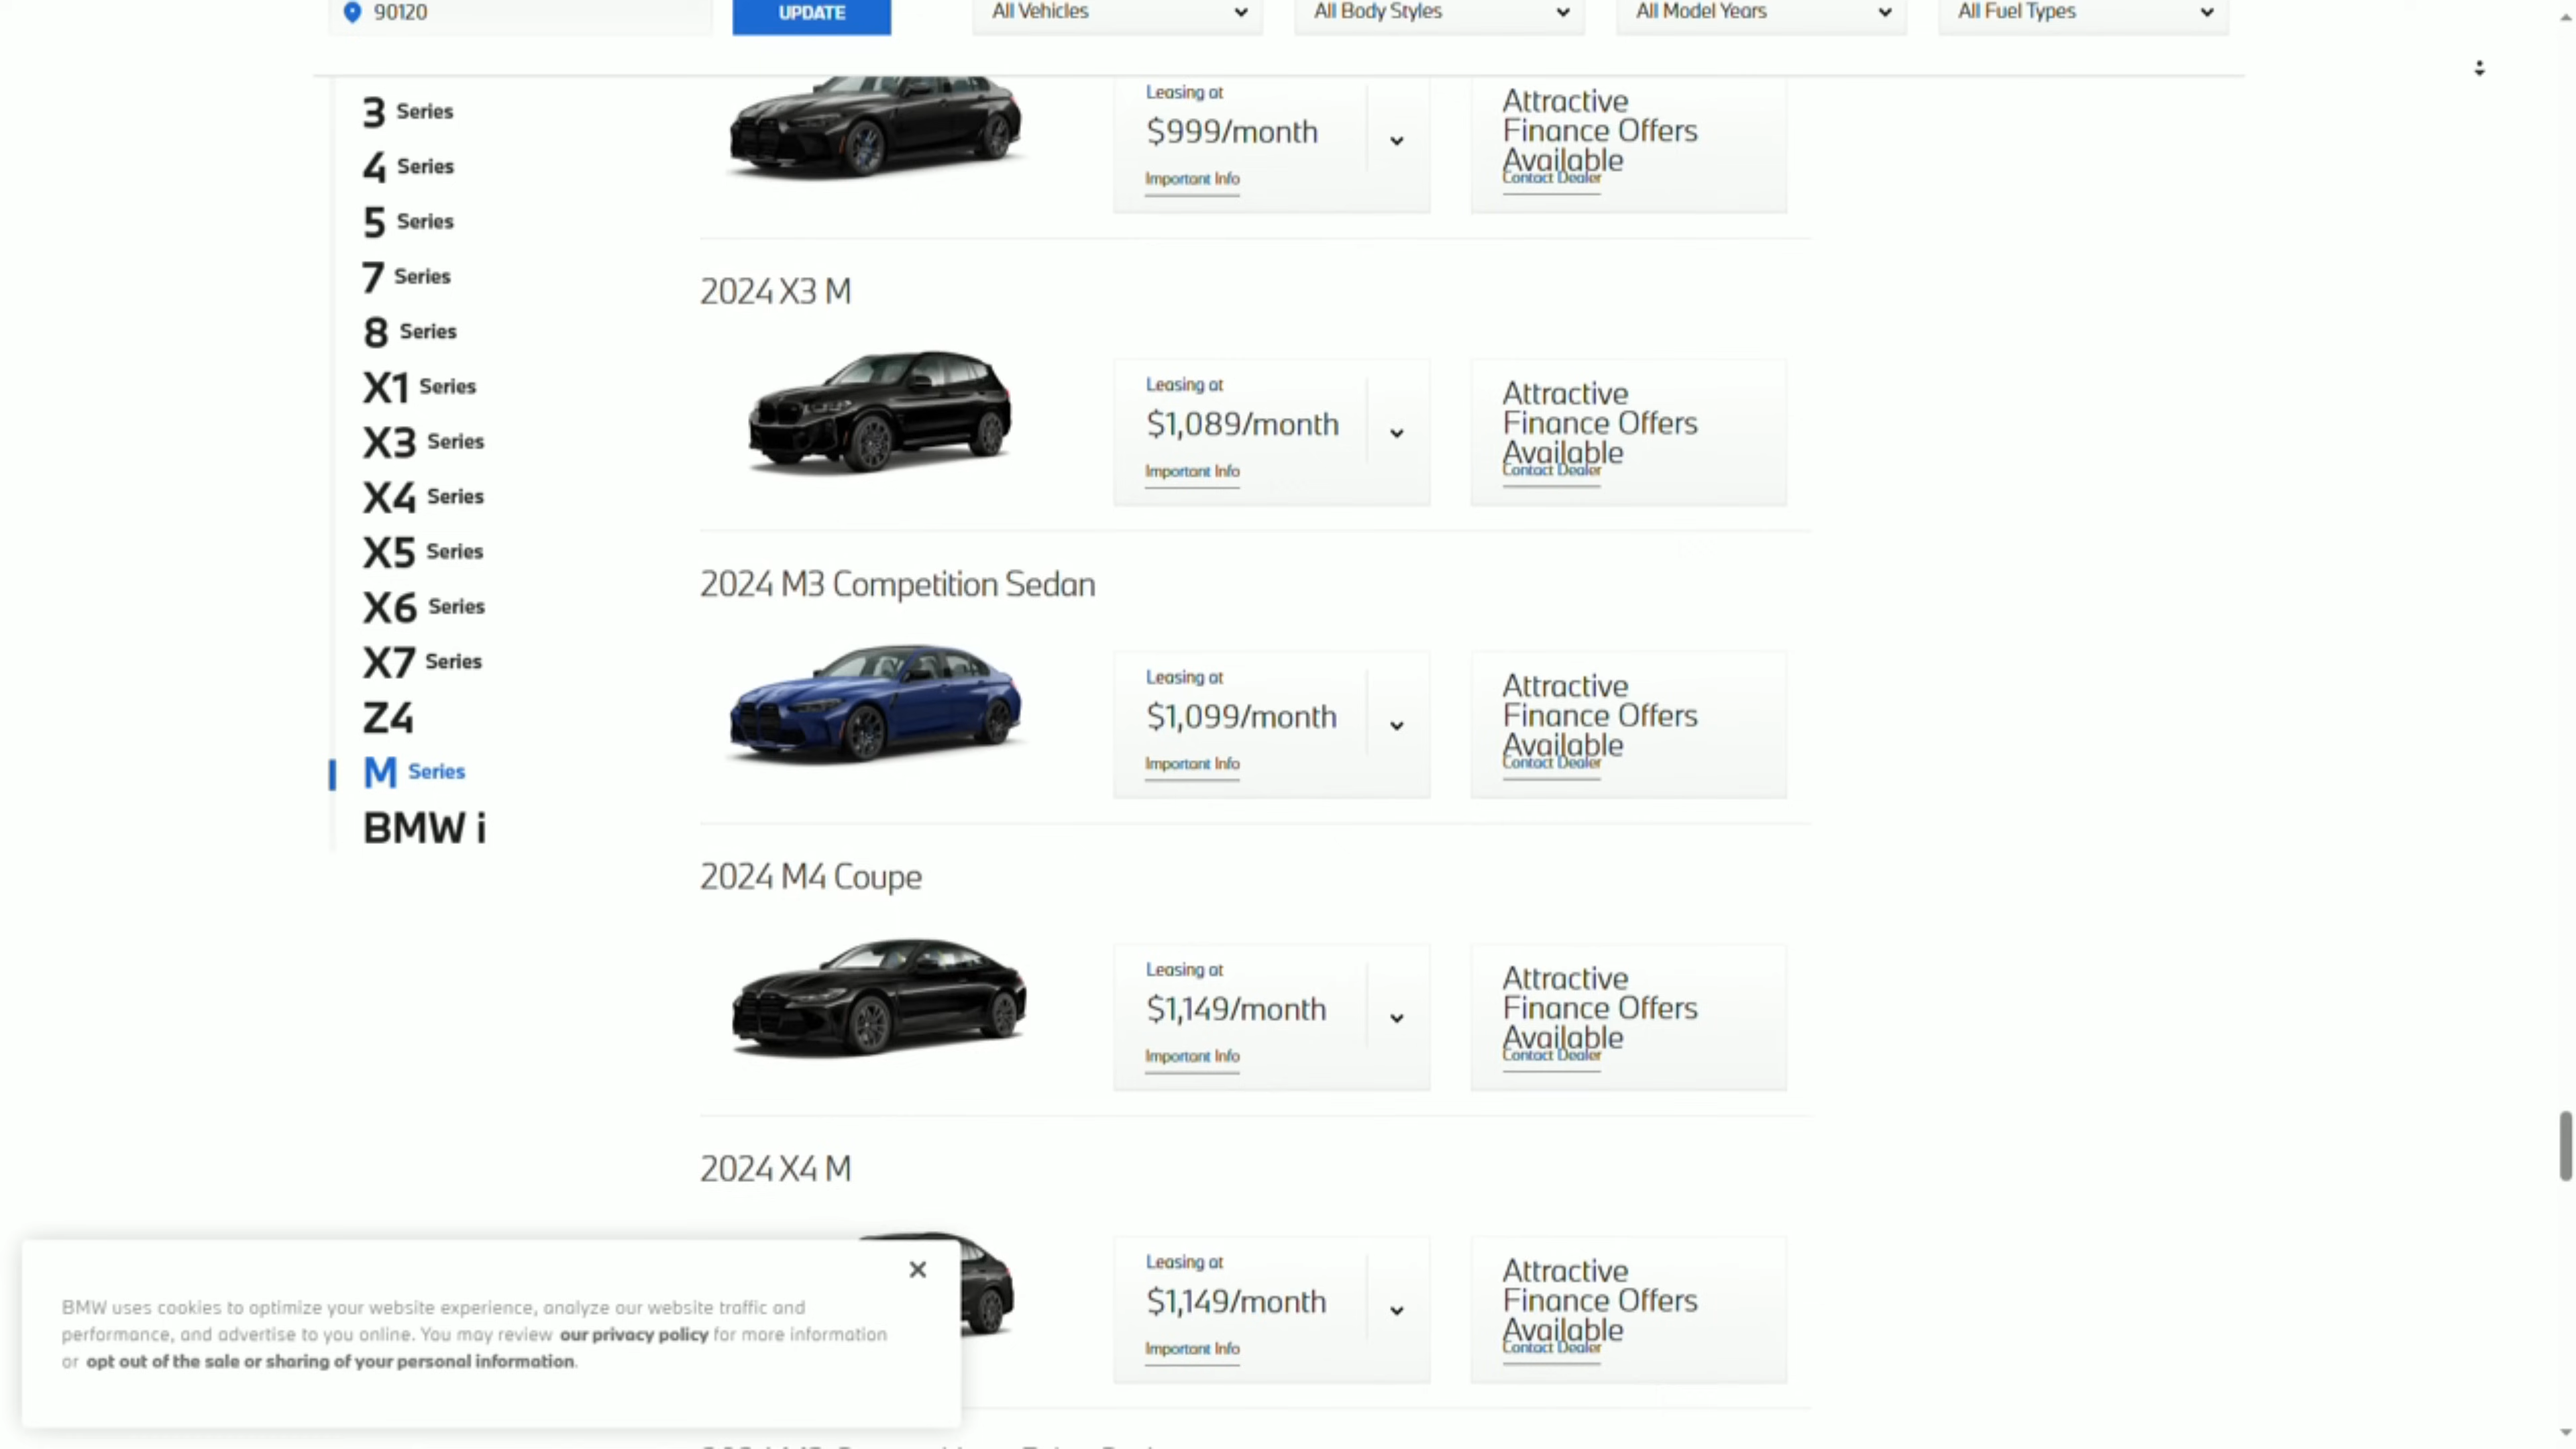 90120
UPDATE
All Vehicles
All Body Styles
All Model Years
All Fuel Types
3 Series
4 Series
5 Series
7 Series
8 Series
X1 Series
X3 Series
X4 Series
X5 Series
X6 Series
X7 Series
Z4
M Series
BMW i
Leasing at
$999/month
Important Info
Attractive
Finance Offers
Available
Contact Dealer
2024 X3 M
Leasing at
$1,089/month
Important Info
Attractive
Finance Offers
Available
Contact Dealer
2024 M3 Competition Sedan
Leasing at
$1,099/month
Important Info
Attractive
Finance Offers
Available
Contact Dealer
2024 M4 Coupe
Leasing at
$1,149/month
Important Info
Attractive
Finance Offers
Available
Contact Dealer
2024 X4 M
Leasing at
$1,149/month
Important Info
Attractive
Finance Offers
Available
Contact Dealer
BMW uses cookies to optimize your website experience, analyze our website traffic and
performance, and advertise to you online. You may review our privacy policy for more information
or opt out of the sale or sharing of your personal information.